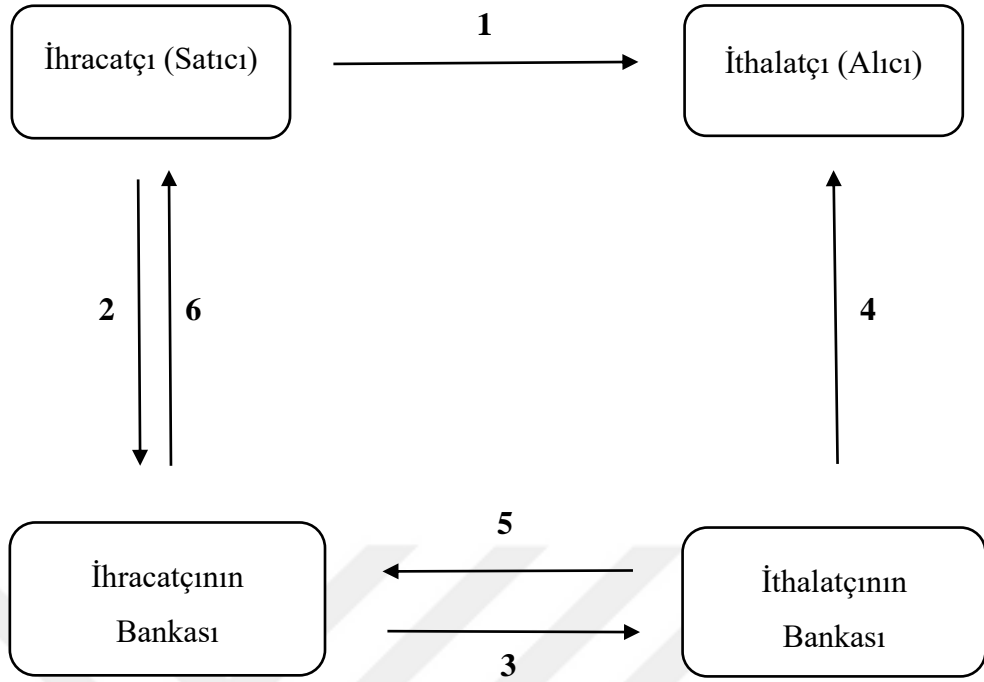 1
İhracatçı (Satıcı)
İthalatçı (Alıcı)
2
6
4
5
İhracatçının
Bankası
İthalatçının
Bankası
3